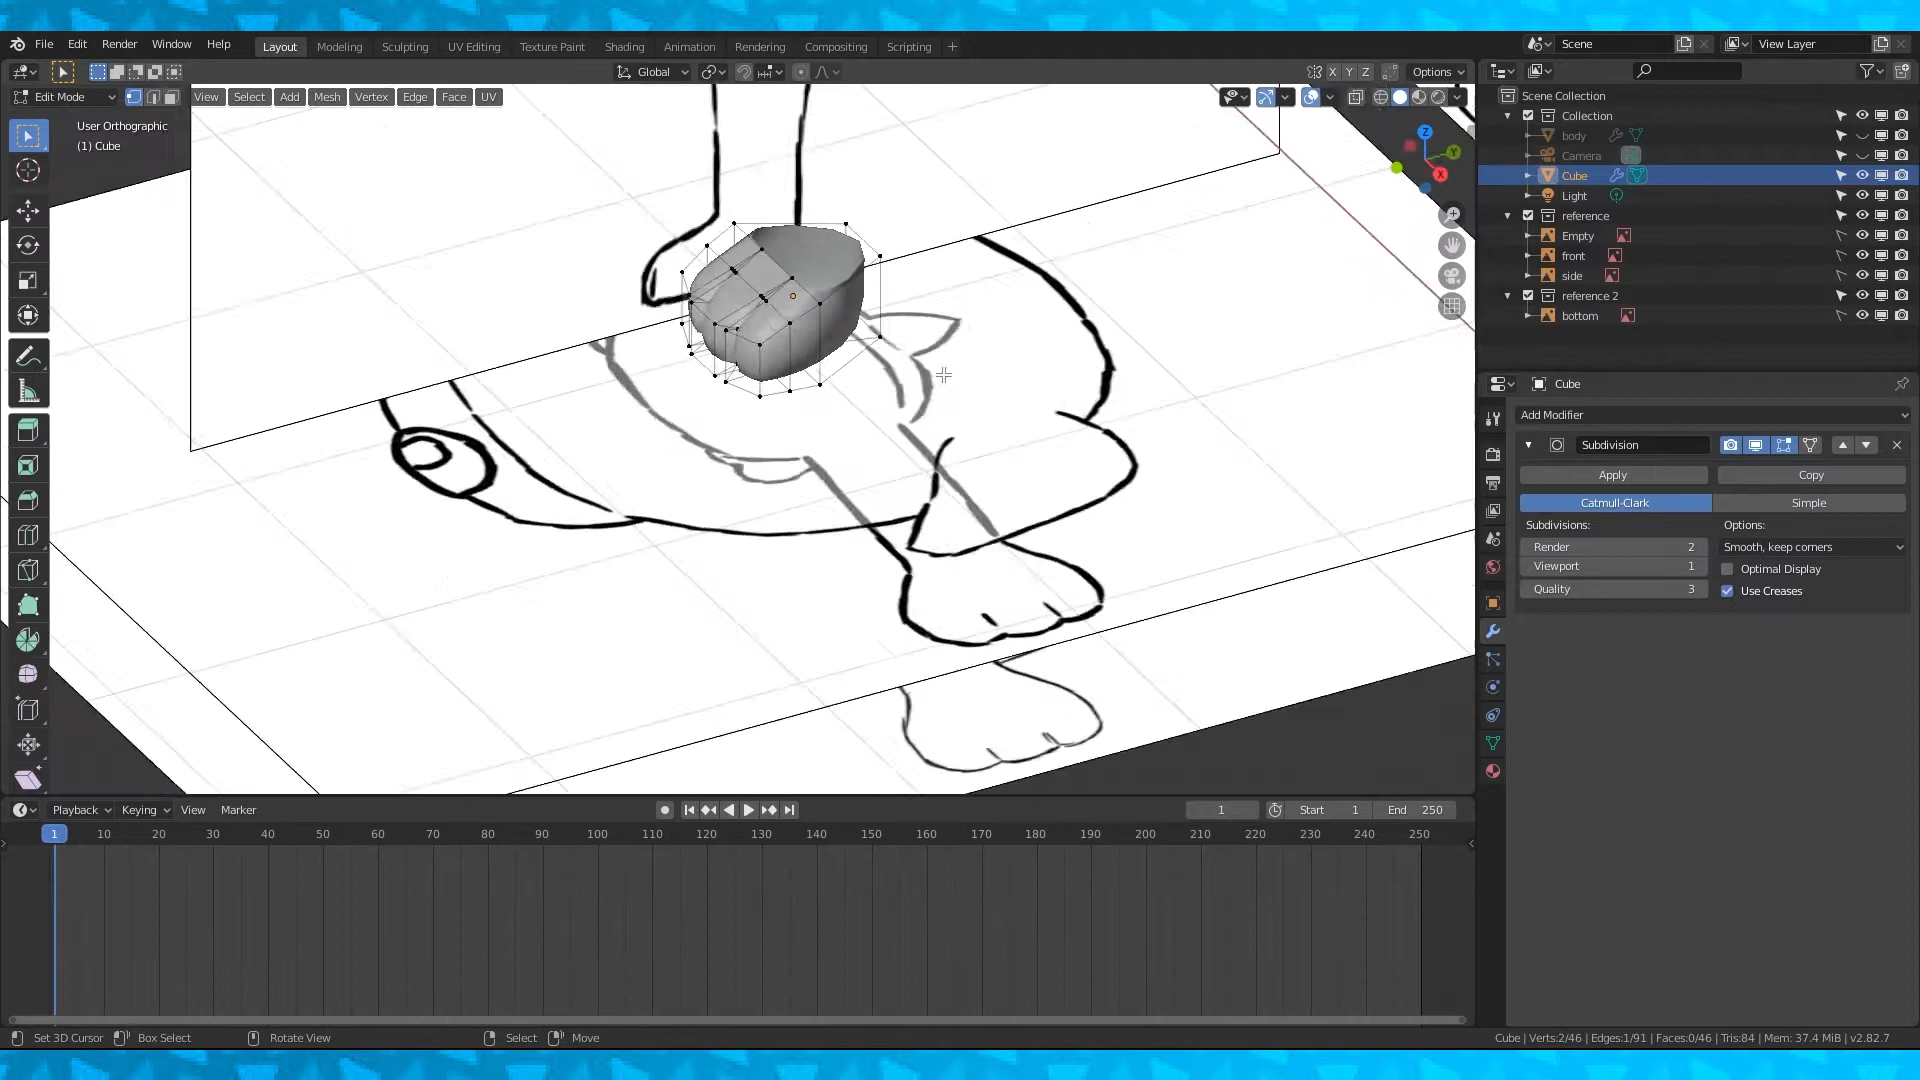 File Edit Render Window Help Layout Modeling Sculpting UV Editing Texture Paint Shading Animation Rendering Compositing Scripting + Scene View Layer
Global X Y Z Options
Edit Mode View Select Add Mesh Vertex Edge Face UV
User Orthographic
(1) Cube
Z
Y
X
Scene Collection
Collection
body
Camera
Cube
Light
reference
Empty
front
side
reference 2
bottom
Cube
Add Modifier
Subdivision
Apply Copy
Catmull-Clark Simple
Subdivisions: Options:
Render 2 Smooth, keep corners
Viewport 1 Optimal Display
Quality 3 Use Creases
Playback Keying View Marker 1 Start 1 End 250
1 10 20 30 40 50 60 70 80 90 100 110 120 130 140 150 160 170 180 190 200 210 220 230 240 250
Set 3D Cursor Box Select Rotate View Select Move Cube | Verts:2/46 | Edges:1/91 | Faces:0/46 | Tris:84 | Mem: 37.4 MiB | v2.82.7